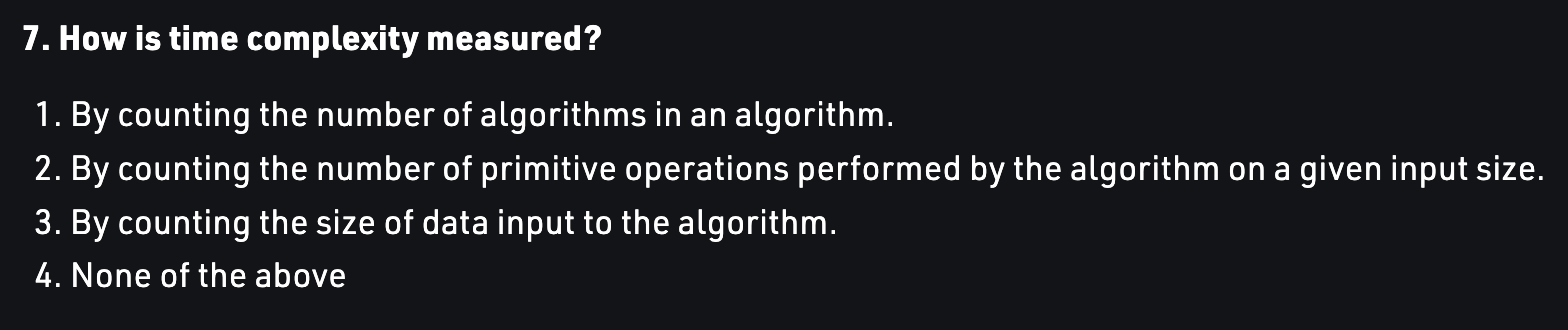 7. How is time complexity measured?
1. By counting the number of algorithms in an algorithm.
2. By counting the number of primitive operations performed by the algorithm on a given input size.
3. By counting the size of data input to the algorithm.
4. None of the above